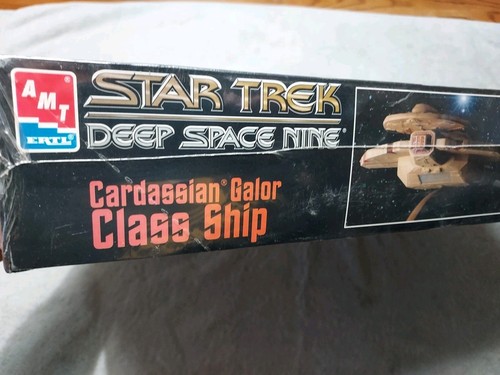 AMT®
ERTL®
STAR TREK
DEEP SPACE NINE®
Cardassian® Galor
Class Ship